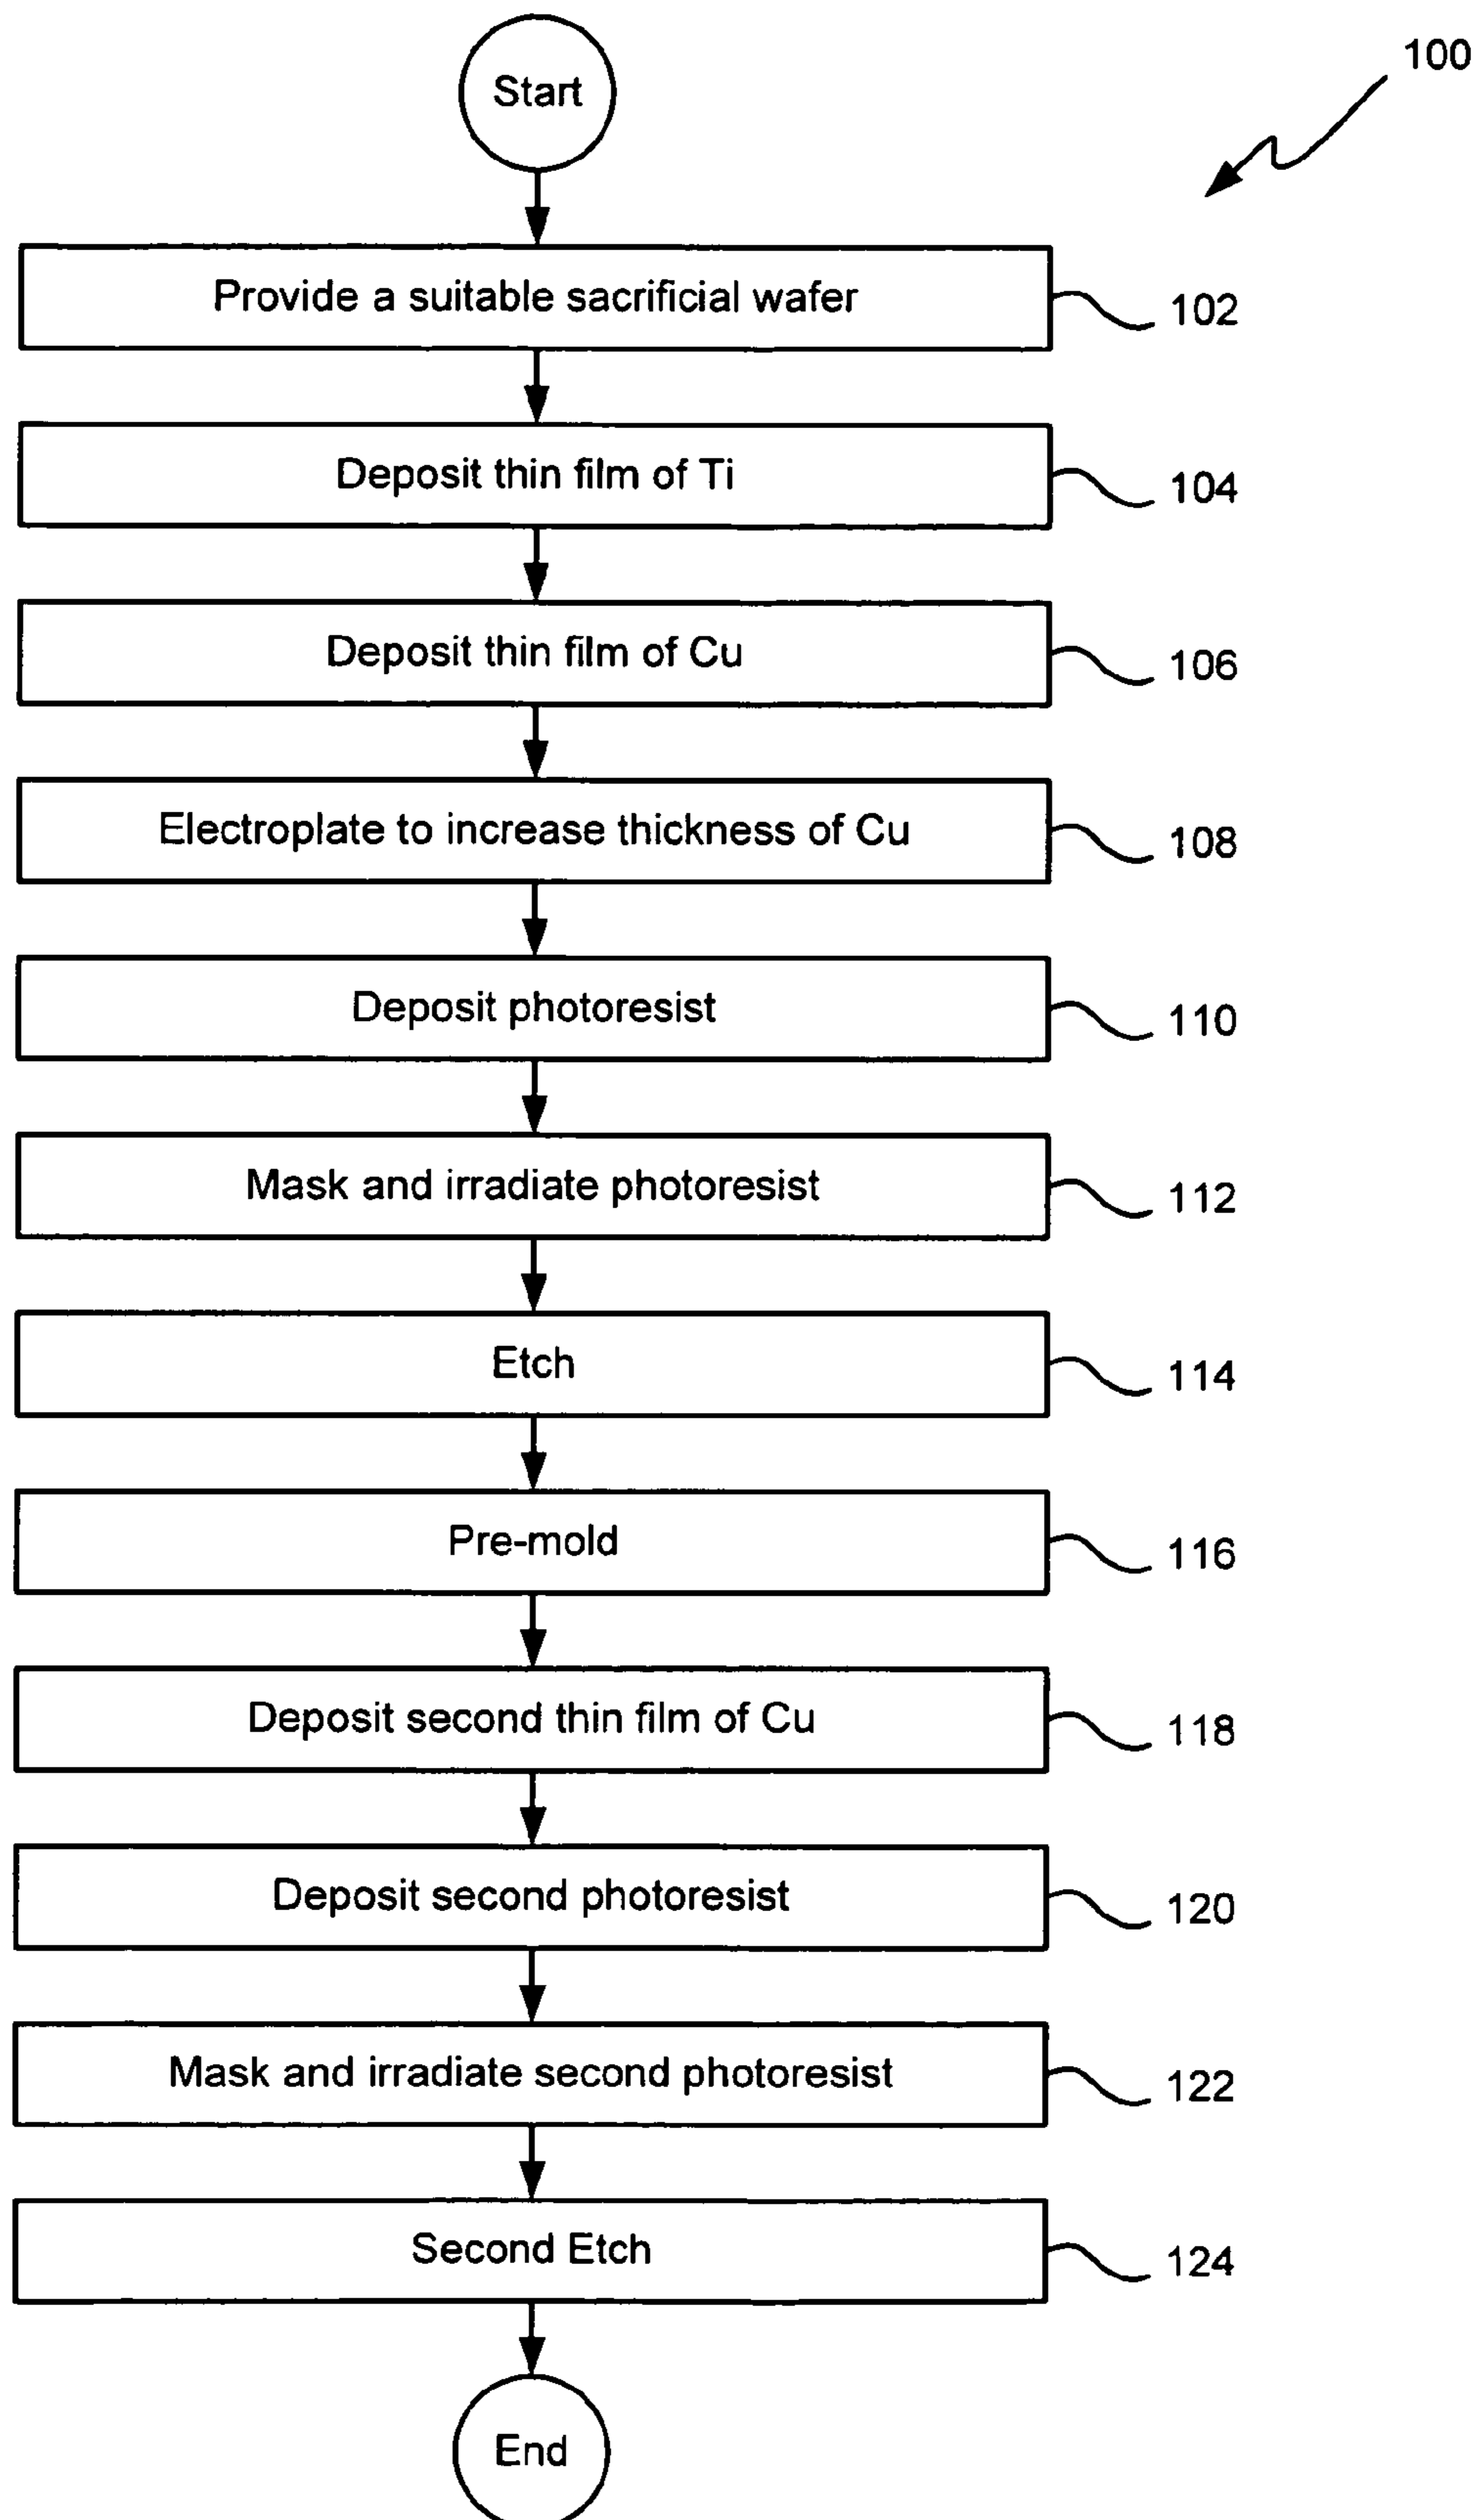 100
Start
Provide a suitable sacrificial wafer
102
Deposit thin film of Ti
104
Deposit thin film of Cu
106
Electroplate to increase thickness of Cu
108
Deposit photoresist
110
Mask and irradiate photoresist
112
Etch
114
Pre-mold
116
Deposit second thin film of Cu
118
Deposit second photoresist
120
Mask and irradiate second photoresist
122
Second Etch
124
End